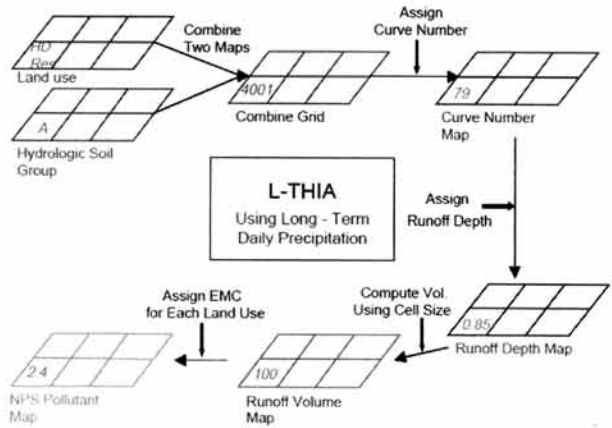 HD
Res
Land use
Combine
Two Maps
Assign
Curve Number
4001
Combine Grid
79
Curve Number
Map
A
Hydrologic Soil
Group
L-THIA
Using Long - Term
Daily Precipitation
Assign
Runoff Depth
0.85
Runoff Depth Map
Compute Vol.
Using Cell Size
100
Runoff Volume
Map
Assign EMC
for Each Land Use
2.4
NPS Pollutant
Map